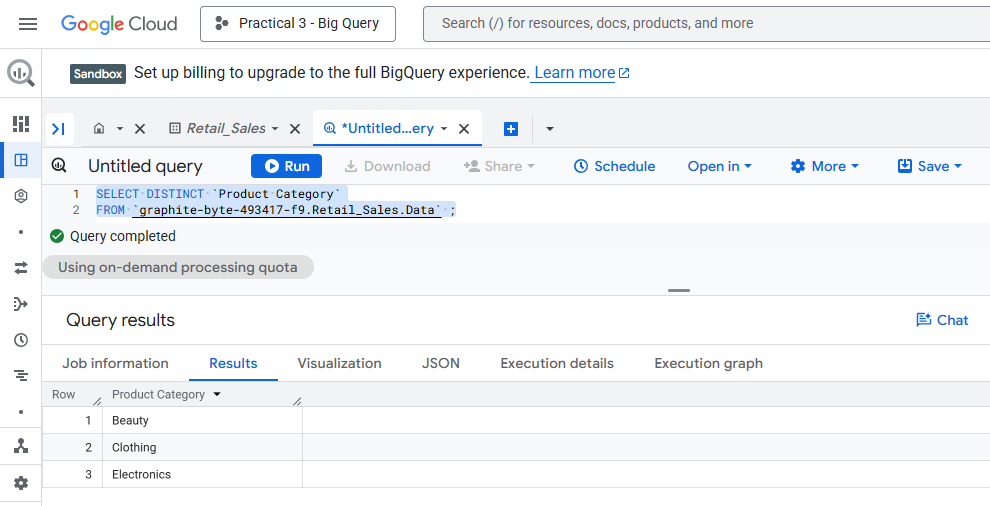 Google Cloud
Practical 3 - Big Query
Search (/) for resources, docs, products, and more
Sandbox Set up billing to upgrade to the full BigQuery experience. Learn more
Retail_Sales
*Untitled...ery
Untitled query
Run
Download
Share
Schedule
Open in
More
Save
1 SELECT DISTINCT `Product Category`
2 FROM `graphite-byte-493417-f9.Retail_Sales.Data` ;
Query completed
Using on-demand processing quota
Query results
Chat
Job information
Results
Visualization
JSON
Execution details
Execution graph
Row Product Category
1 Beauty
2 Clothing
3 Electronics